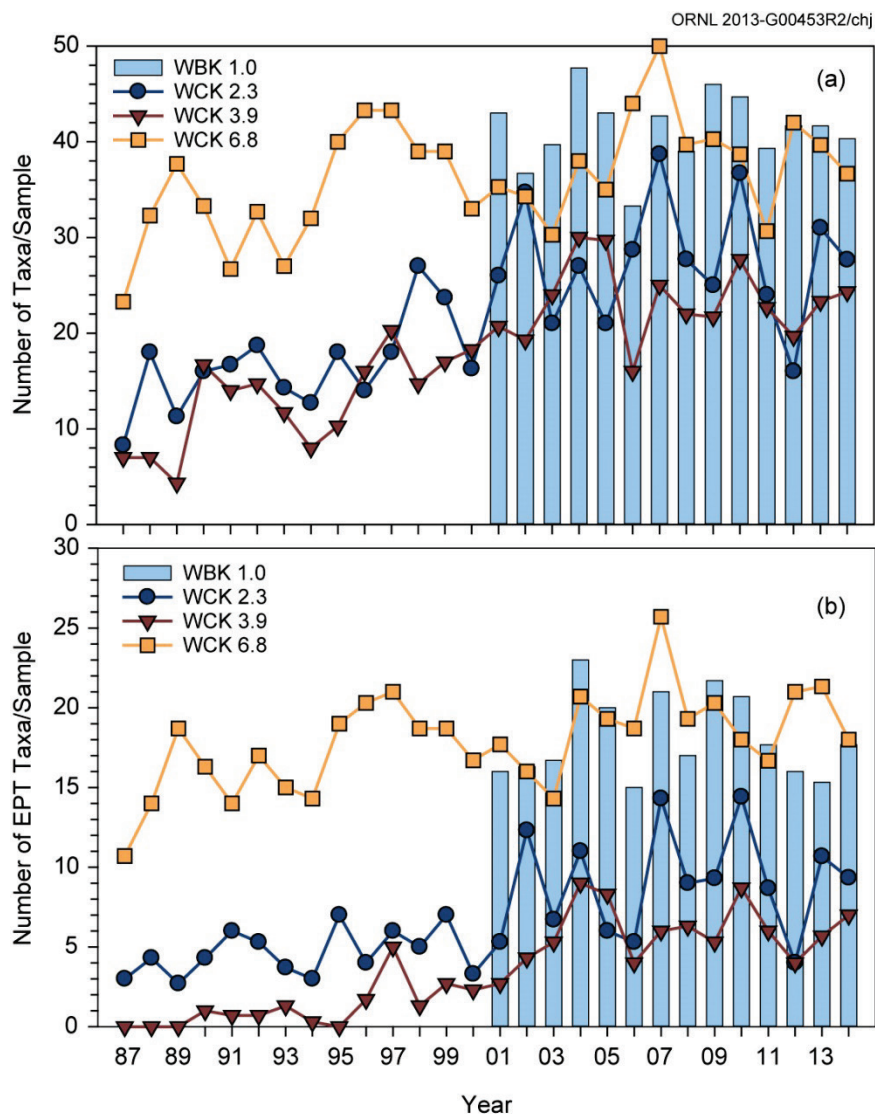 ORNL 2013-G00453R2/chj
50
40
30
20
10
0
Number of Taxa/Sample
WBK 1.0
WCK 2.3
WCK 3.9
WCK 6.8
(a)
30
25
20
15
10
5
0
Number of EPT Taxa/Sample
WBK 1.0
WCK 2.3
WCK 3.9
WCK 6.8
(b)
87 89 91 93 95 97 99 01 03 05 07 09 11 13
Year